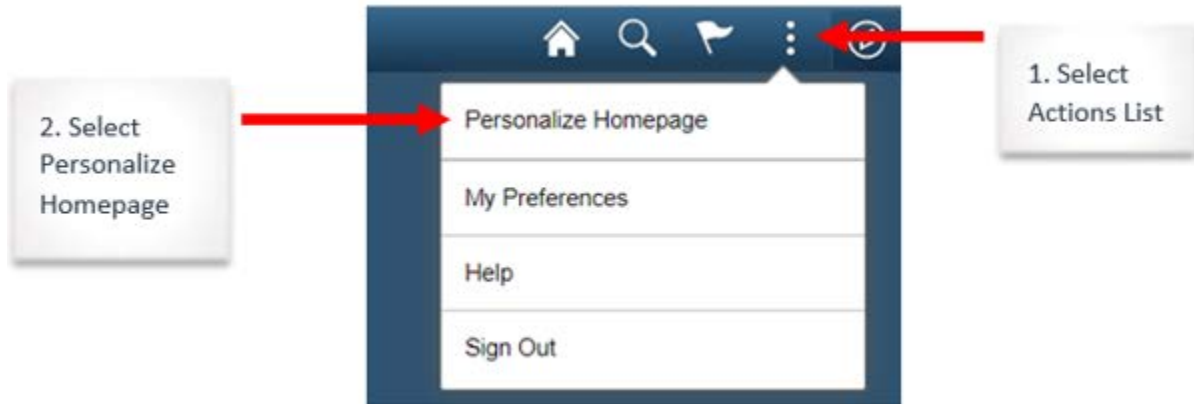 1. Select
Actions List
2. Select
Personalize
Homepage
Personalize Homepage
My Preferences
Help
Sign Out